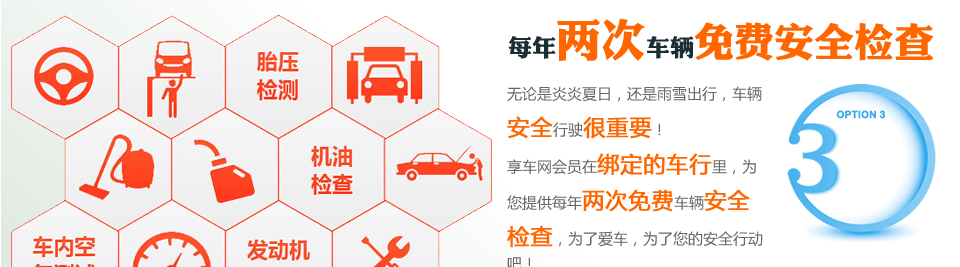 胎压
检测
机油
检查
车内空
气测试
发动机
每年两次车辆免费安全检查
无论是炎炎夏日，还是雨雪出行，车辆
安全行驶很重要！
享车网会员在绑定的车行里，为
您提供每年两次免费车辆安全
检查，为了爱车，为了您的安全行动
吧！
OPTION 3
3